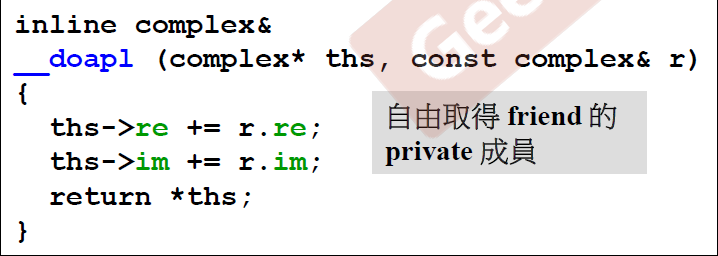 inline complex&
__doapl (complex* ths, const complex& r)
{
ths->re += r.re;
ths->im += r.im;
return *ths;
}
自由取得 friend 的
private 成員
Gee